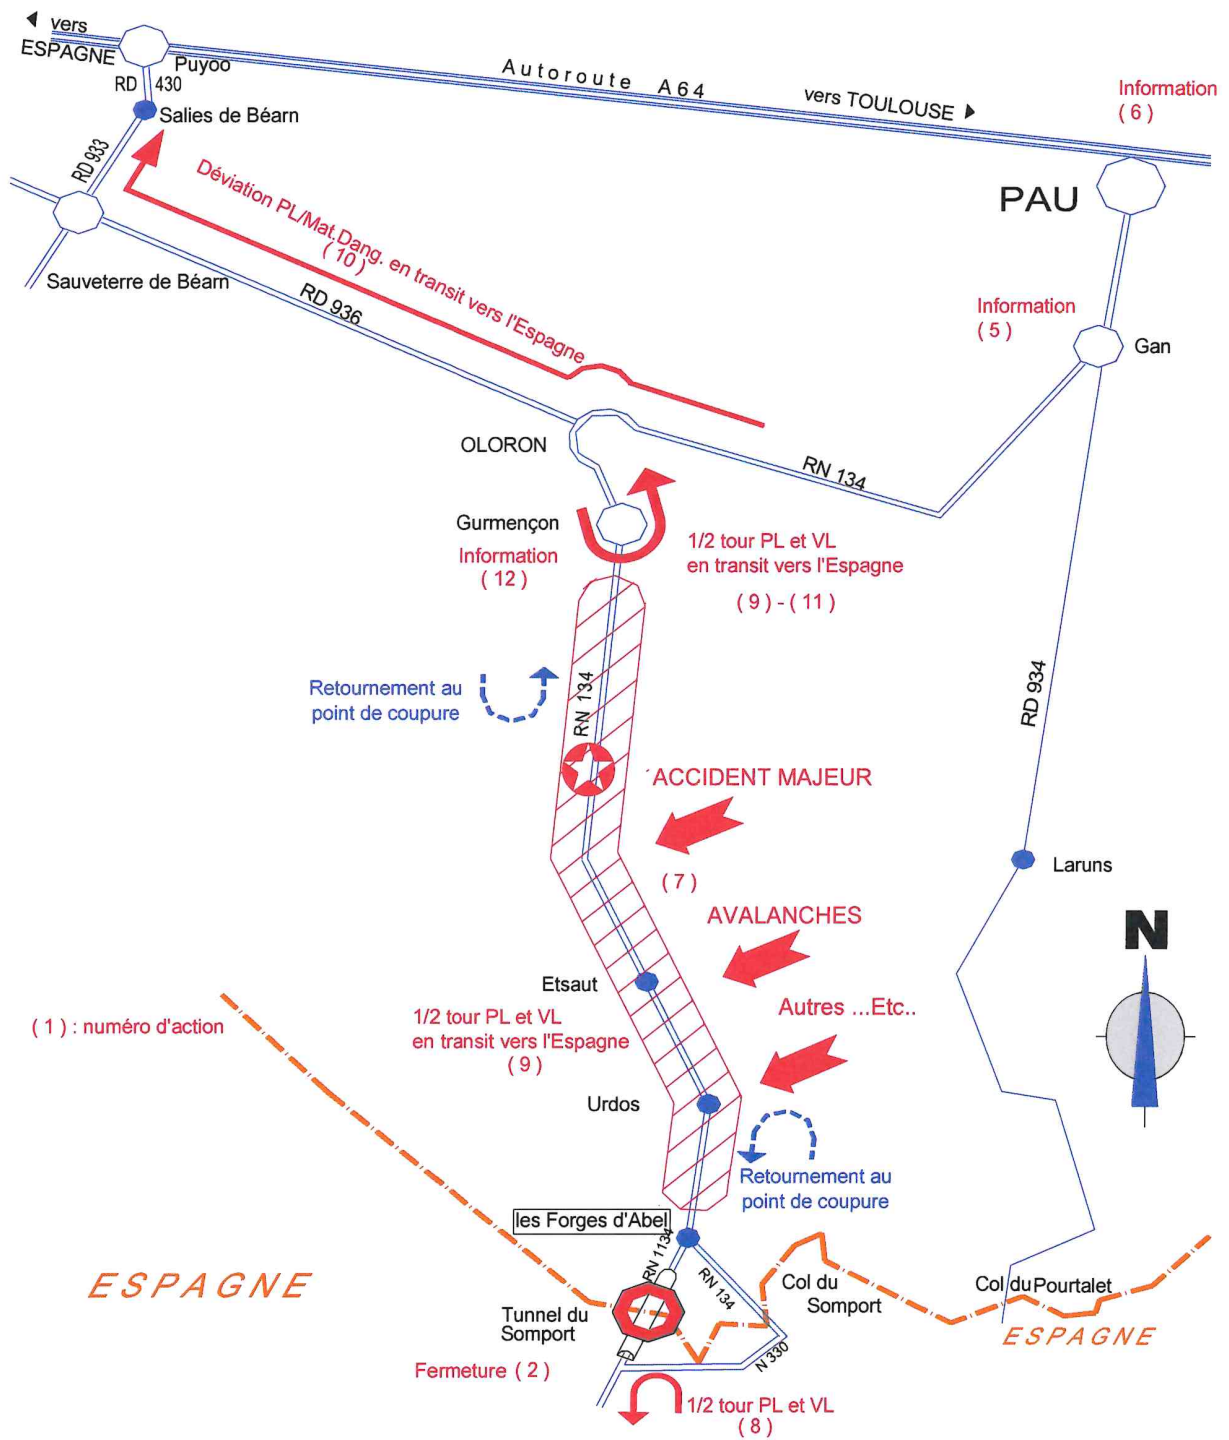 vers
ESPAGNE
Puyoo
RD 430
Autoroute A64
vers TOULOUSE
Information
( 6 )
Salies de Béarn
RD 933
PAU
Déviation PL/Mat.Dang. en transit vers l'Espagne
( 10 )
Sauveterre de Béarn
RD 936
Information
( 5 )
Gan
OLORON
RN 134
Gurmençon
Information
( 12 )
1/2 tour PL et VL
en transit vers l'Espagne
( 9 ) - ( 11 )
RN 134
Retournement au
point de coupure
RD 934
ACCIDENT MAJEUR
( 7 )
Laruns
AVALANCHES
N
Etsaut
Autres ...Etc..
( 1 ) : numéro d'action
1/2 tour PL et VL
en transit vers l'Espagne
( 9 )
Urdos
Retournement au
point de coupure
les Forges d'Abel
RN 1134
RN 134
ESPAGNE
Col du
Somport
Col du Pourtalet
Tunnel du
Somport
ESPAGNE
N 330
Fermeture ( 2 )
1/2 tour PL et VL
( 8 )